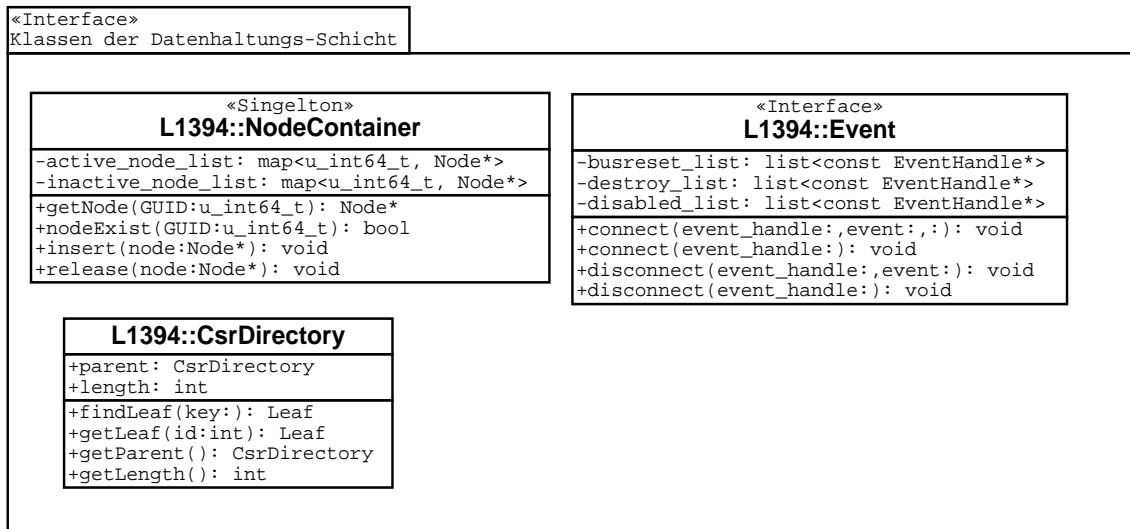 «Interface»
Klassen der Datenhaltungs-Schicht
«Singelton»
L1394::NodeContainer
-active_node_list: map<u_int64_t, Node*>
-inactive_node_list: map<u_int64_t, Node*>
+getNode(GUID:u_int64_t): Node*
+nodeExist(GUID:u_int64_t): bool
+insert(node:Node*): void
+release(node:Node*): void
«Interface»
L1394::Event
-busreset_list: list<const EventHandle*>
-destroy_list: list<const EventHandle*>
-disabled_list: list<const EventHandle*>
+connect(event_handle:,event:,:): void
+connect(event_handle:): void
+disconnect(event_handle:,event:): void
+disconnect(event_handle:): void
L1394::CsrDirectory
+parent: CsrDirectory
+length: int
+findLeaf(key:): Leaf
+getLeaf(id:int): Leaf
+getParent(): CsrDirectory
+getLength(): int